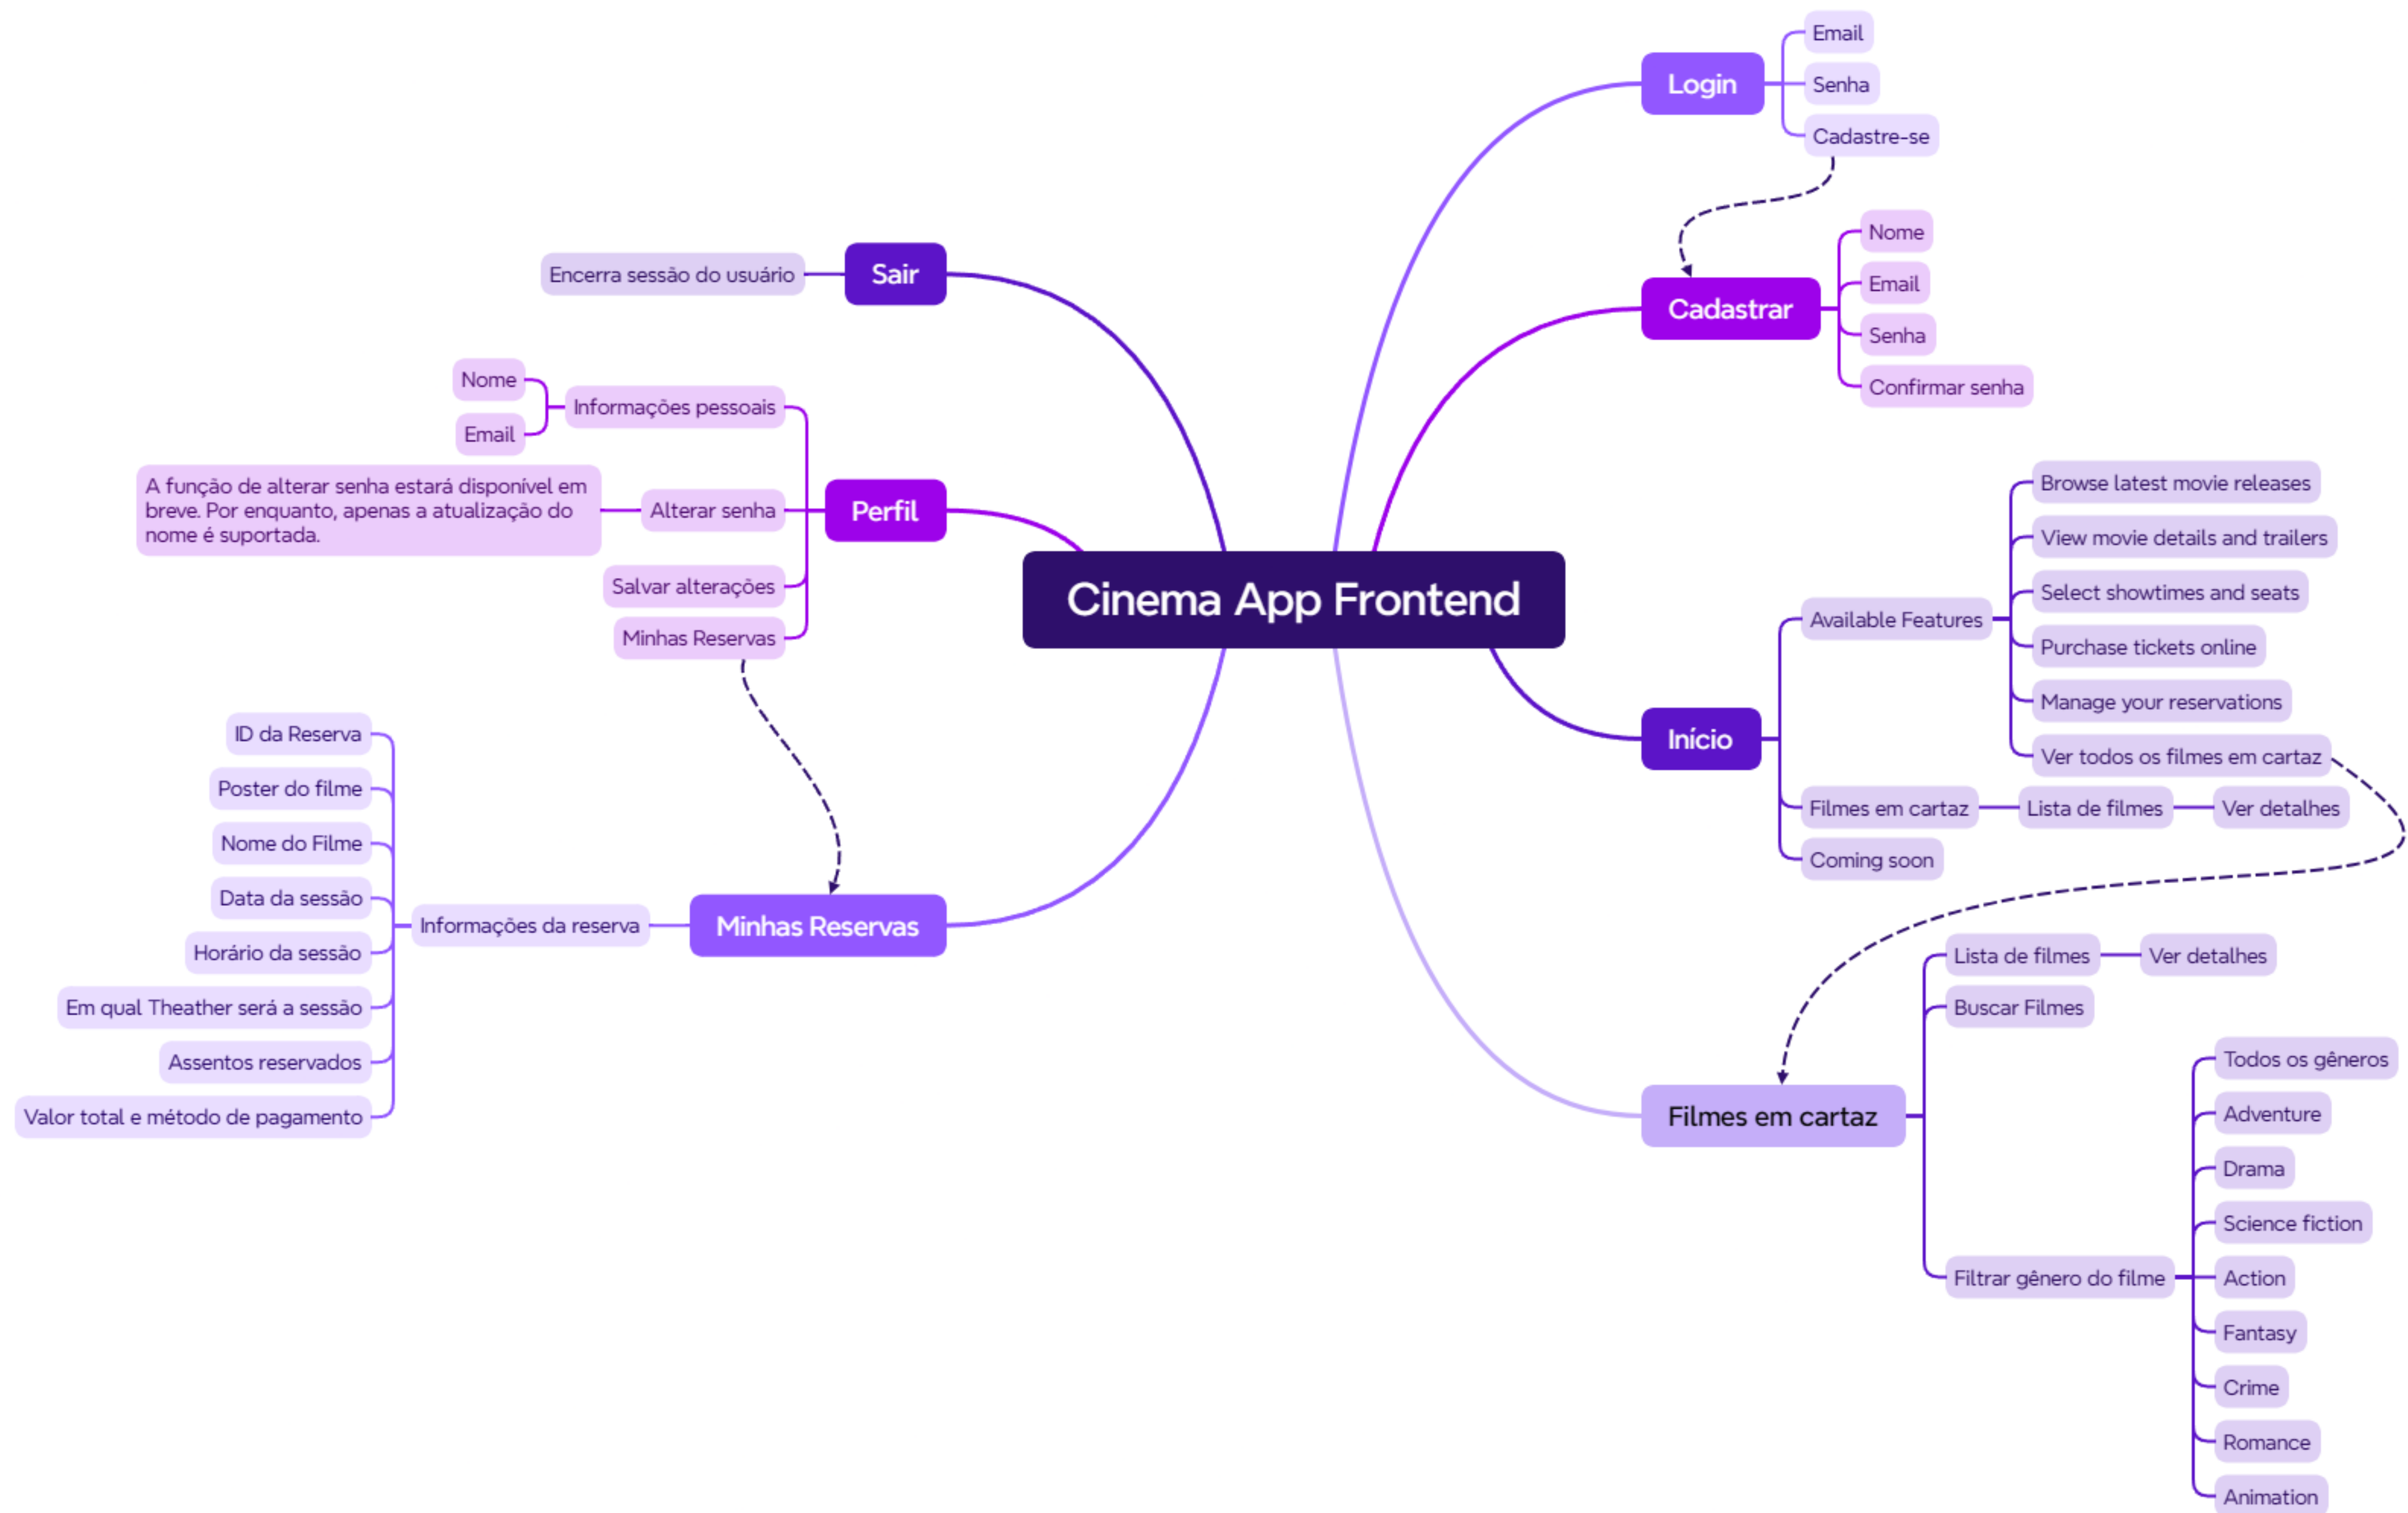 Cinema App Frontend
Login
Email
Senha
Cadastre-se
Cadastrar
Nome
Email
Senha
Confirmar senha
Início
Available Features
Browse latest movie releases
View movie details and trailers
Select showtimes and seats
Purchase tickets online
Manage your reservations
Ver todos os filmes em cartaz
Filmes em cartaz
Lista de filmes
Ver detalhes
Coming soon
Filmes em cartaz
Lista de filmes
Ver detalhes
Buscar Filmes
Filtrar gênero do filme
Todos os gêneros
Adventure
Drama
Science fiction
Action
Fantasy
Crime
Romance
Animation
Sair
Encerra sessão do usuário
Perfil
Informações pessoais
Nome
Email
Alterar senha
A função de alterar senha estará disponível em
breve. Por enquanto, apenas a atualização do
nome é suportada.
Salvar alterações
Minhas Reservas
Minhas Reservas
Informações da reserva
ID da Reserva
Poster do filme
Nome do Filme
Data da sessão
Horário da sessão
Em qual Theather será a sessão
Assentos reservados
Valor total e método de pagamento